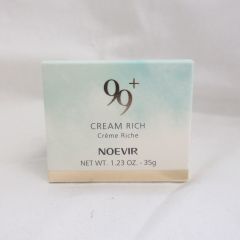 99+
CREAM RICH
Crème Riche
NOEVIR
NET WT. 1.23 OZ. - 35g